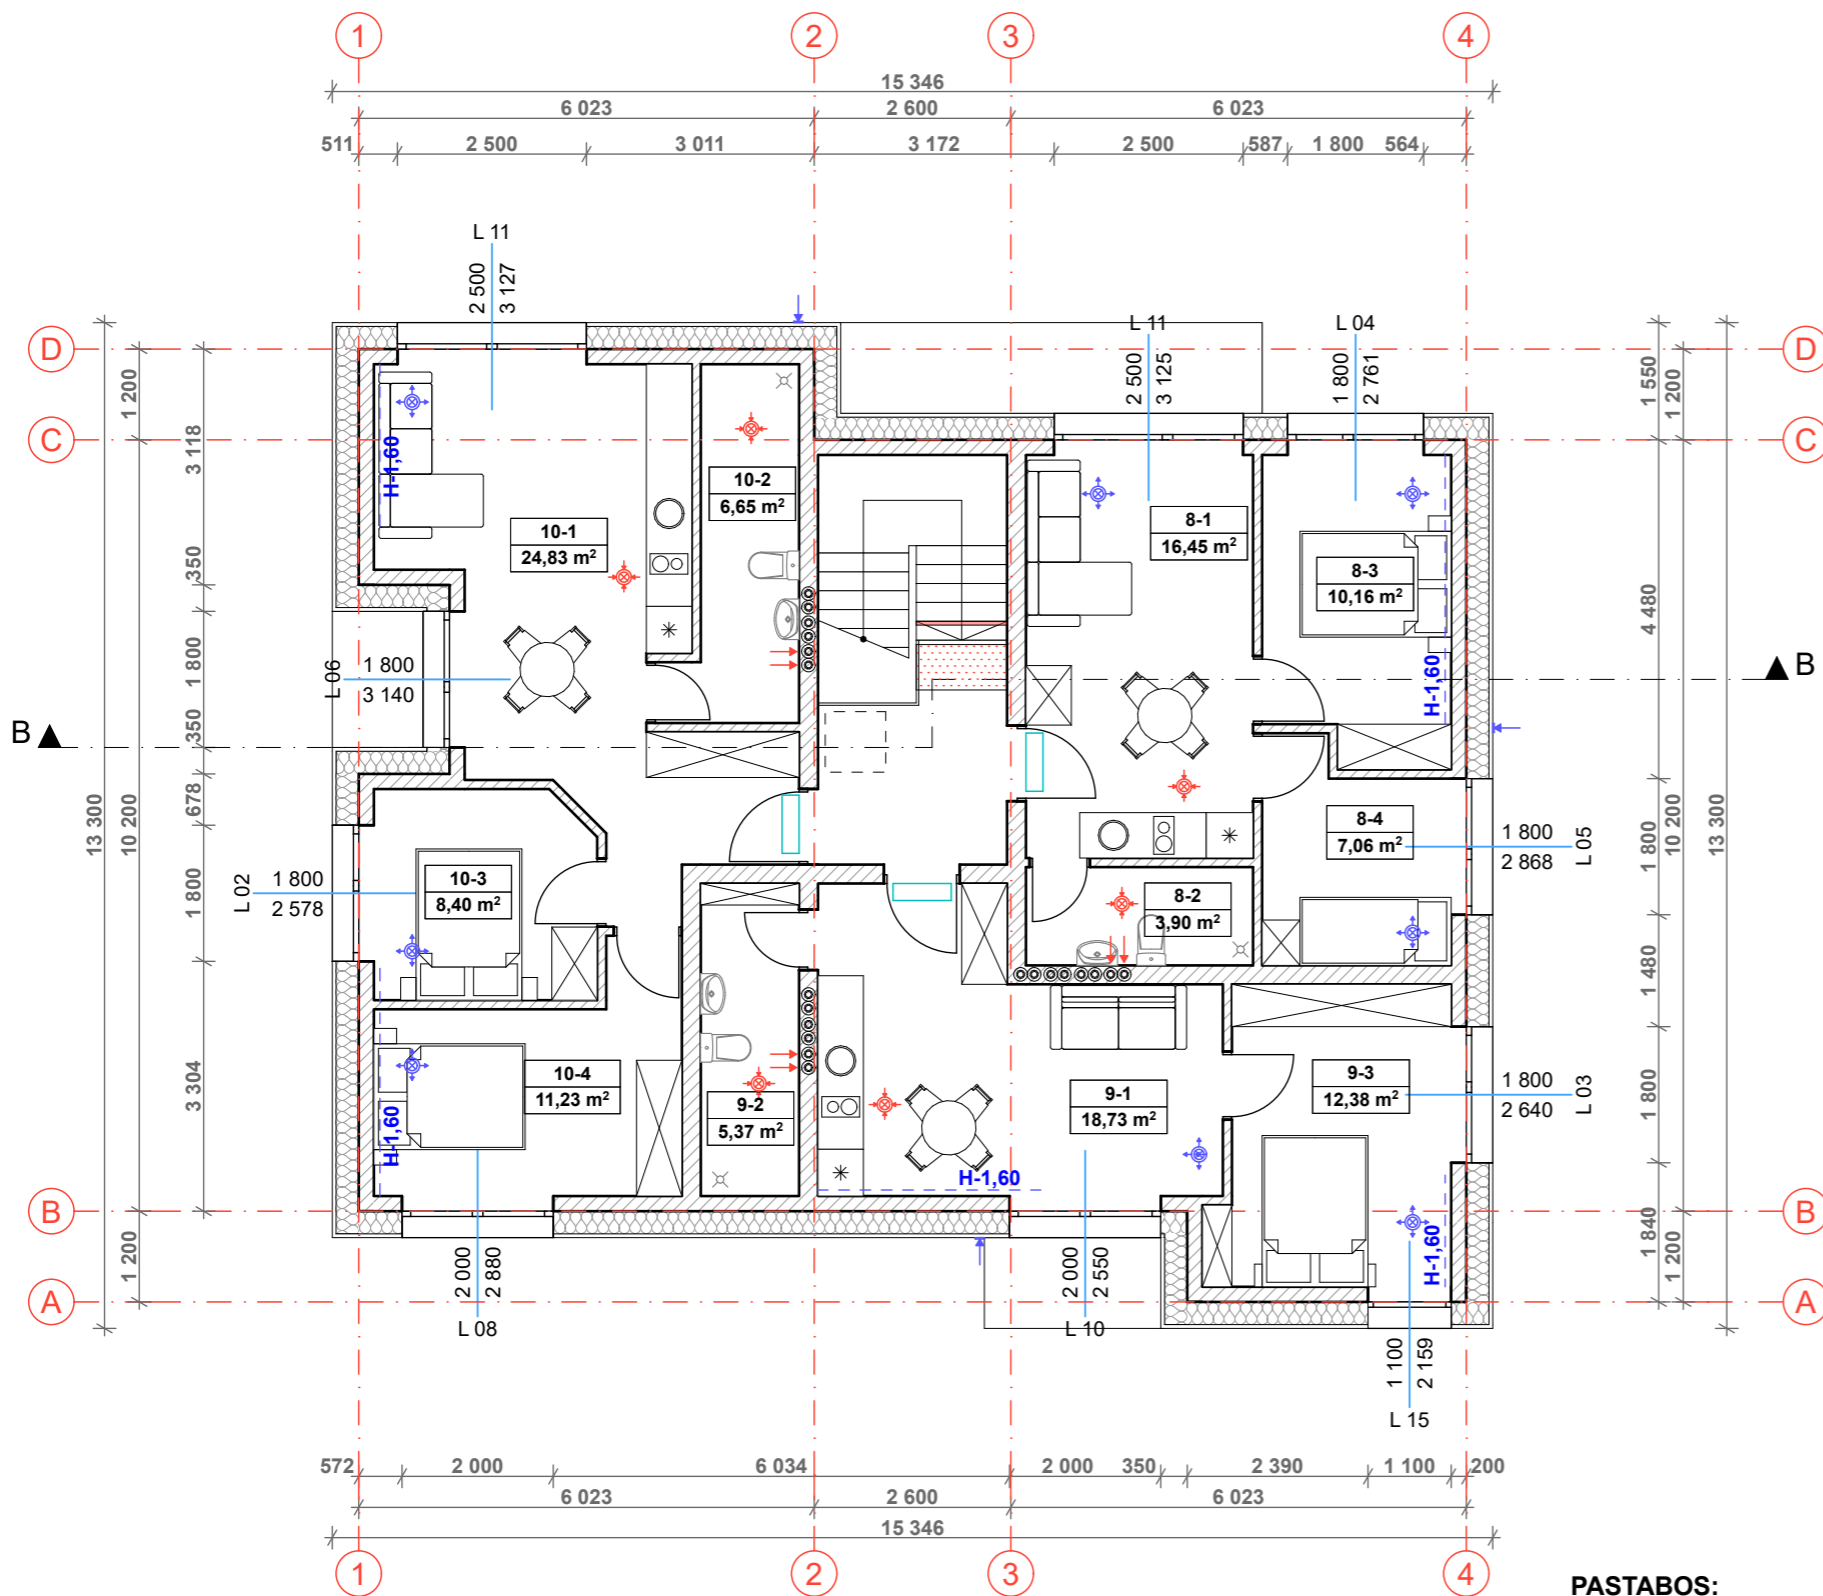 1 2 3 4
15 346
6 023 2 600 6 023
511 2 500 3 011 3 172 2 500 587 1 800 564
L 11
2 500
3 127
L 11
2 500
3 125
L 04
1 800
2 761
D D
C C
13 300
10 200
1 200
1 200
3 118
350
1 800
350
678
1 800
3 304
1 550
1 200
4 480
1 800
10 200
13 300
1 480
1 800
1 840
1 200
H-1,60
10-1
24,83 m²
10-2
6,65 m²
8-1
16,45 m²
8-3
10,16 m²
H-1,60
L 06
1 800
3 140
B B
8-4
7,06 m²
1 800
2 868
L 05
L 02
1 800
2 578
10-3
8,40 m²
8-2
3,90 m²
10-4
11,23 m²
H-1,60
9-2
5,37 m²
9-1
18,73 m²
H-1,60
9-3
12,38 m²
1 800
2 640
L 03
H-1,60
B B
A A
2 000
2 880
L 08
2 000
2 550
L 10
1 100
2 159
L 15
572 2 000 6 034 2 000 350 2 390 1 100 200
6 023 2 600 6 023
15 346
1 2 3 4
PASTABOS: